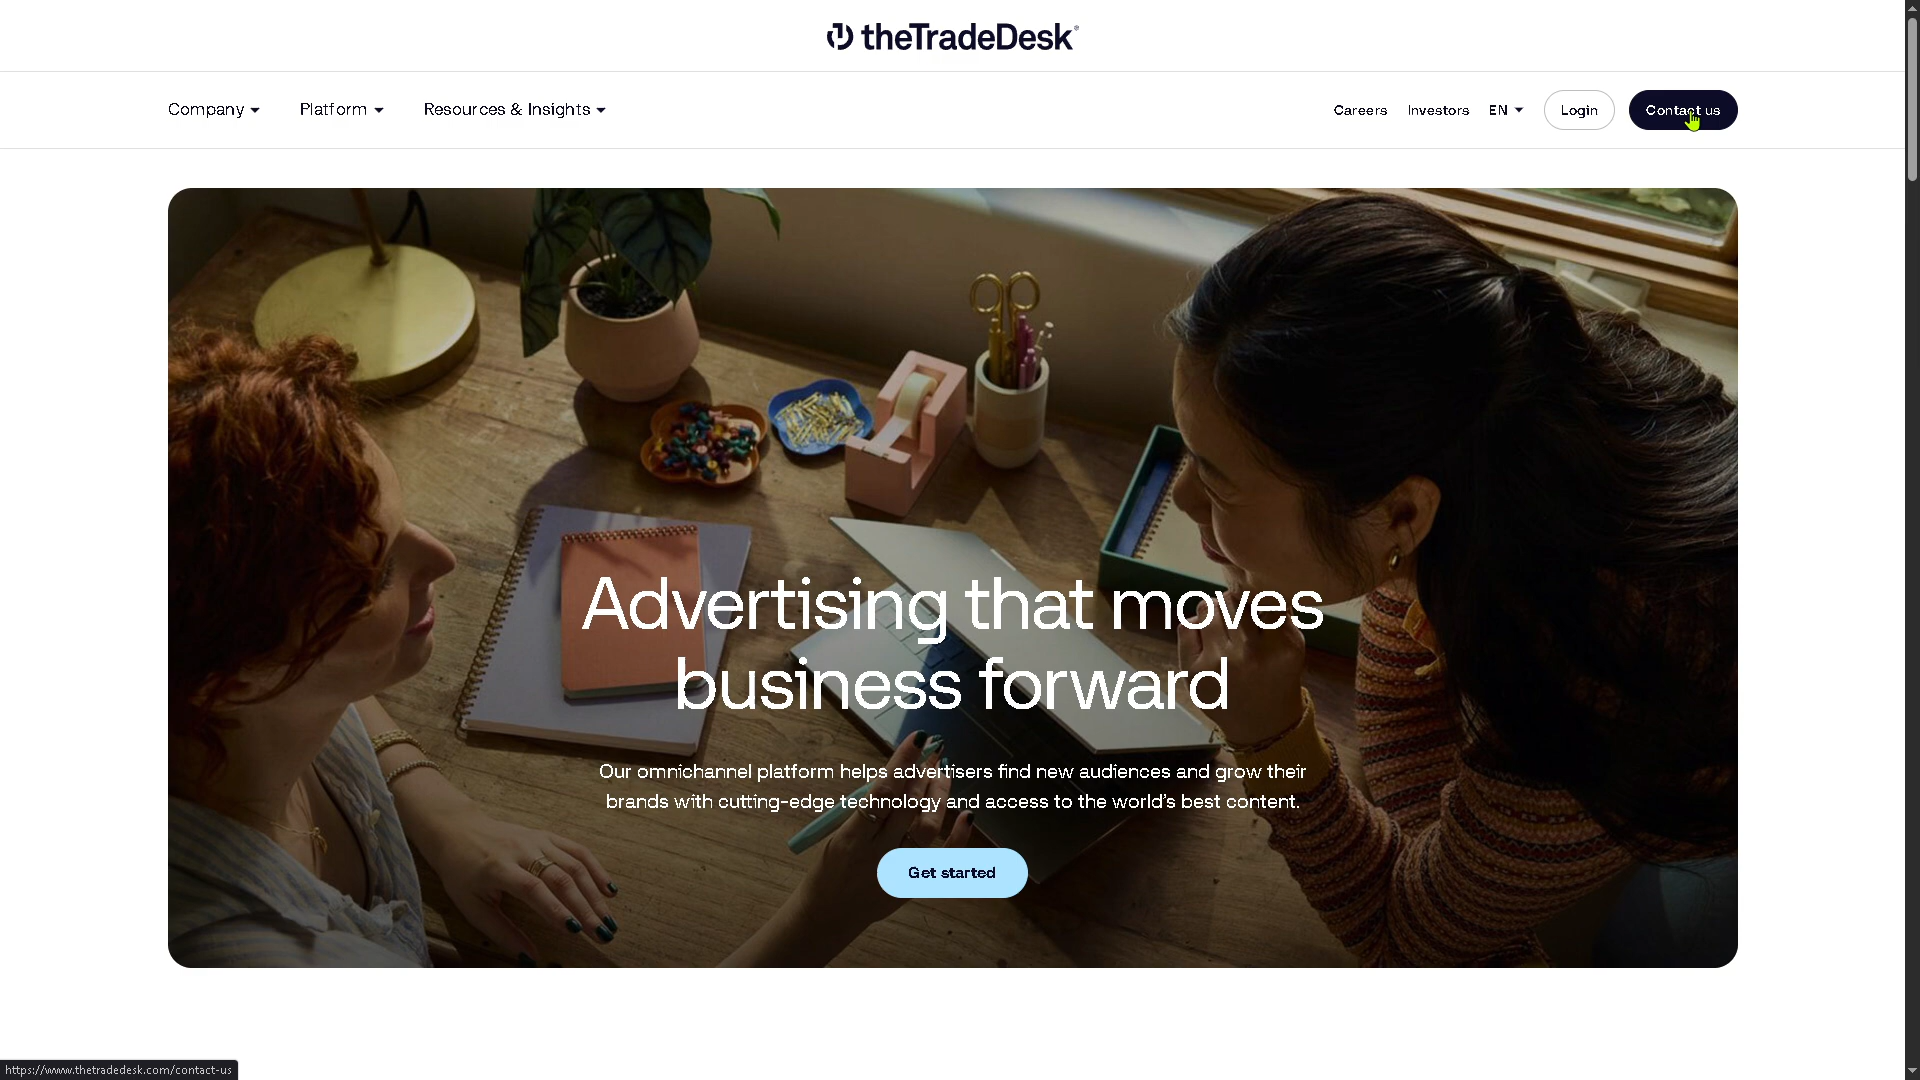 theTradeDesk®
Company
Platform
Resources & Insights
Careers
Investors
EN
Login
Contact us
Advertising that moves
business forward
Our omnichannel platform helps advertisers find new audiences and grow their
brands with cutting-edge technology and access to the world's best content.
Get started
https://www.thetradedesk.com/contact-us